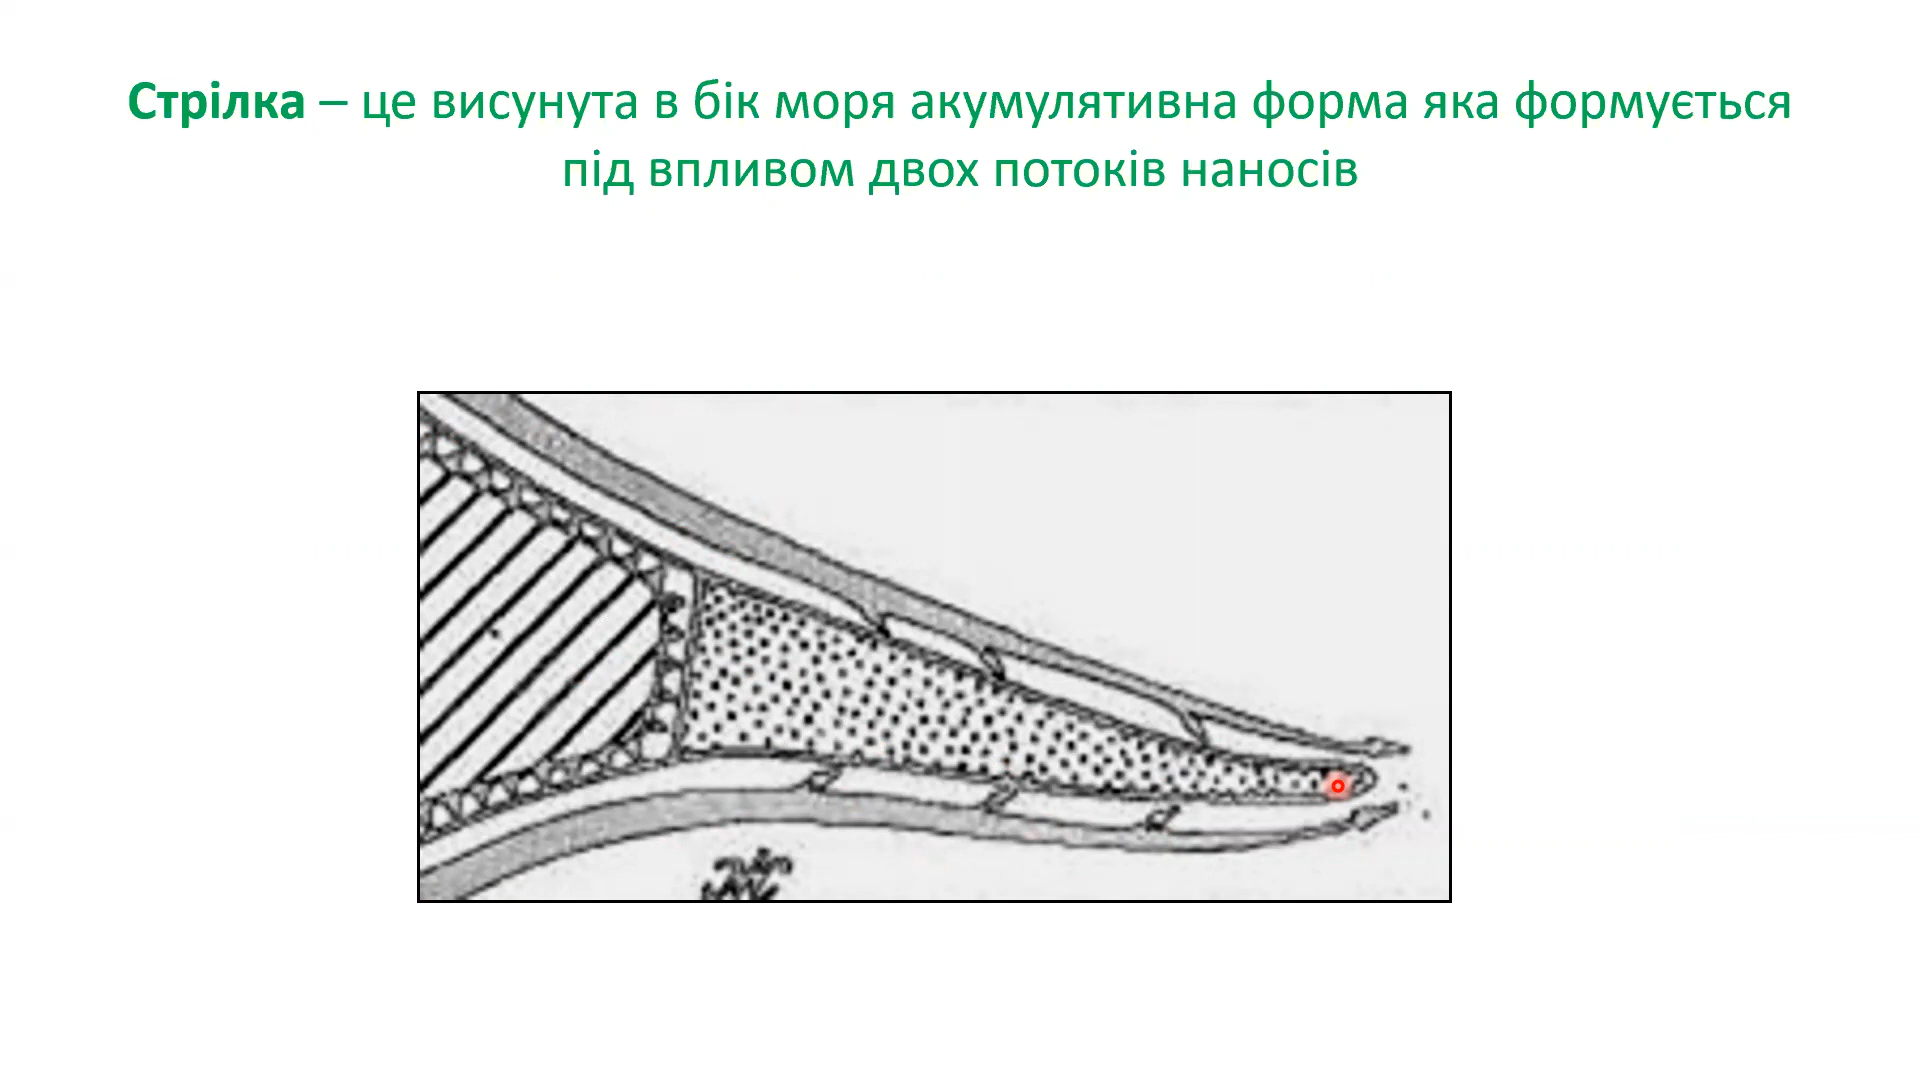 Стрілка – це висунута в бік моря акумулятивна форма яка формується
під впливом двох потоків наносів